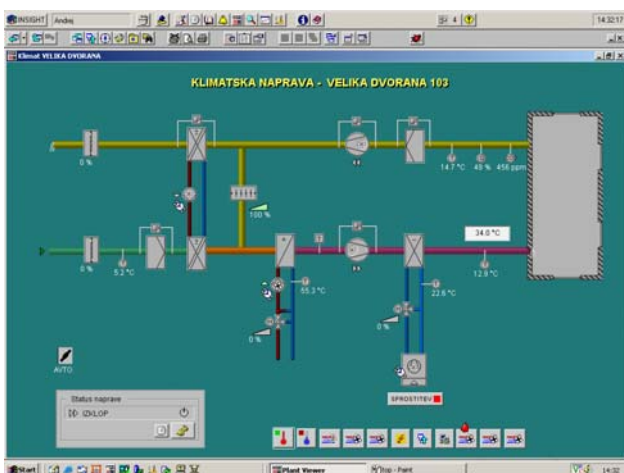 INSIGHT Andrej 4 14:32:17
Klimat VELIKA DVORANA
KLIMATSKA NAPRAVA - VELIKA DVORANA 103
0 %
14.7 °C 49 % 456 ppm
100 %
34.0 °C
0 % 5.2 °C
12.9 °C
55.3 °C 22.6 °C
0 % 0 %
AVTO
SPROSTITEV
Status naprave
IZKLOP
Start Plant Viewer Top - Paint 14:32